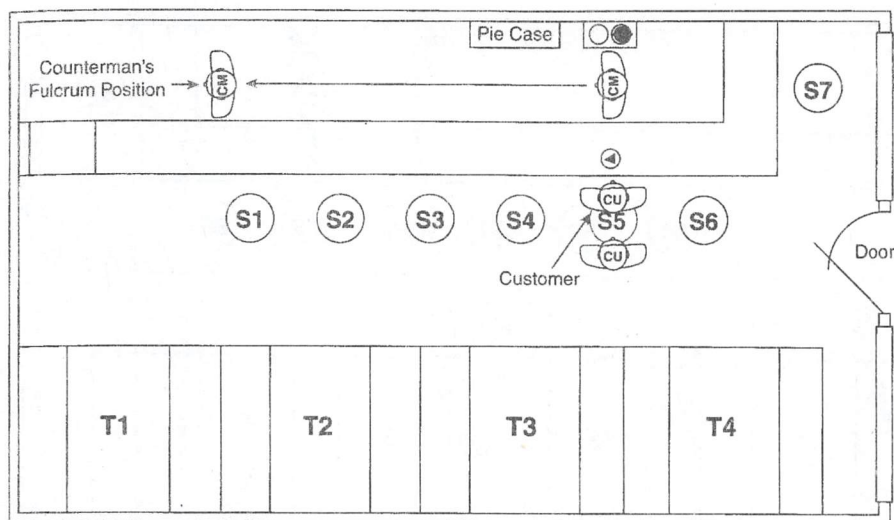 Pie Case
Counterman's
Fulcrum Position
CM
CM
S7
CU
S1
S2
S3
S4
S5
S6
CU
Customer
Door
T1
T2
T3
T4